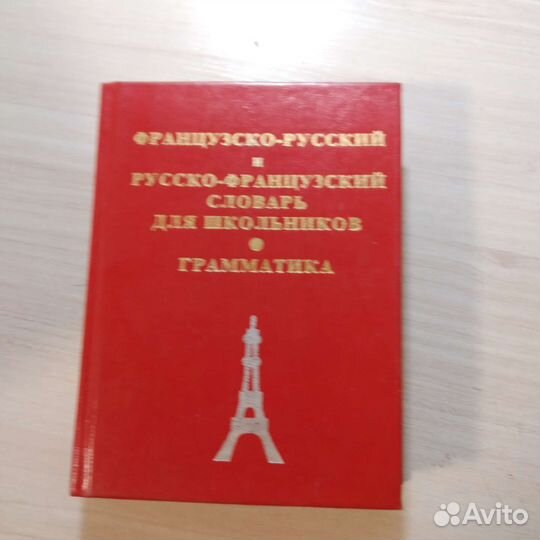 ФРАНЦУЗСКО-РУССКИЙ
и
РУССКО-ФРАНЦУЗСКИЙ
СЛОВАРЬ
ДЛЯ ШКОЛЬНИКОВ
ГРАММАТИКА
Avito